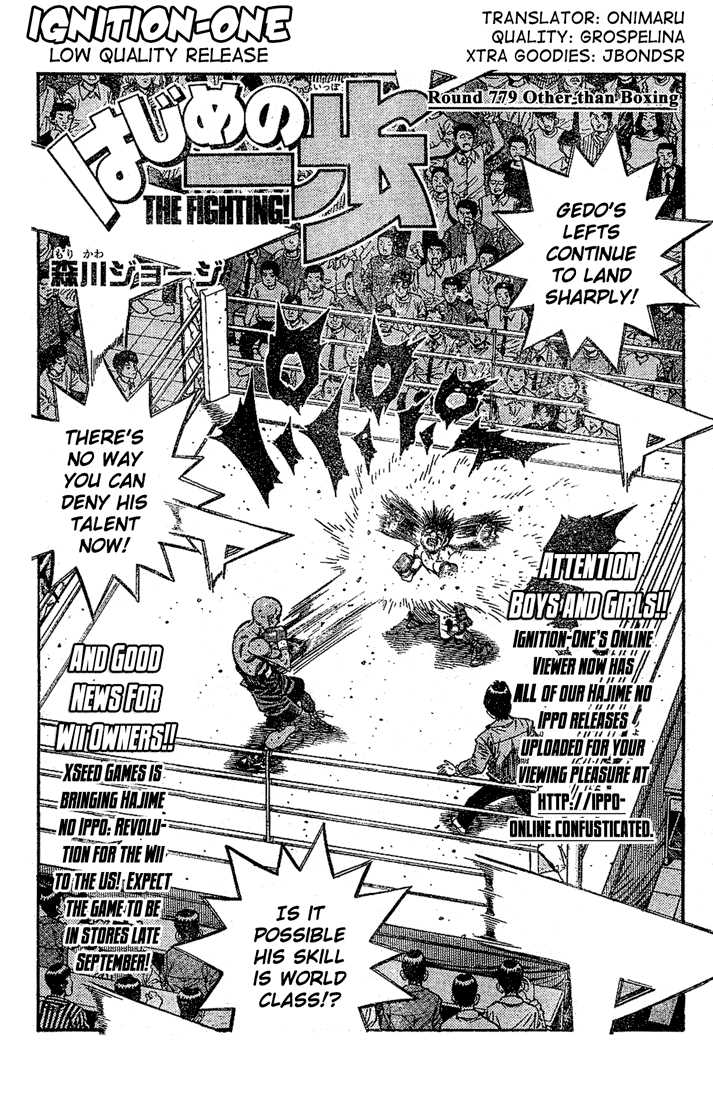 IGNITION-ONE
LOW QUALITY RELEASE
TRANSLATOR: ONIMARU
QUALITY: GROSPELINA
XTRA GOODIES: JBONDSR
Round 779 Other than Boxing
はじめの一歩
いっぽ
THE FIGHTING!
もり かわ
森川ジョージ
GEDO'S
LEFTS
CONTINUE
TO LAND
SHARPLY!
THERE'S
NO WAY
YOU CAN
DENY HIS
TALENT
NOW!
ATTENTION
BOYS AND GIRLS!!
IGNITION-ONE'S ONLINE
VIEWER NOW HAS
ALL OF OUR HAJIME NO
IPPO RELEASES
UPLOADED FOR YOUR
VIEWING PLEASURE AT
HTTP://IPPO-
ONLINE.CONFUSTICATED.
AND GOOD
NEWS FOR
WII OWNERS!!
XSEED GAMES IS
BRINGING HAJIME
NO IPPO: REVOLU-
TION FOR THE WII
TO THE US! EXPECT
THE GAME TO BE
IN STORES LATE
SEPTEMBER!
IS IT
POSSIBLE
HIS SKILL
IS WORLD
CLASS!?